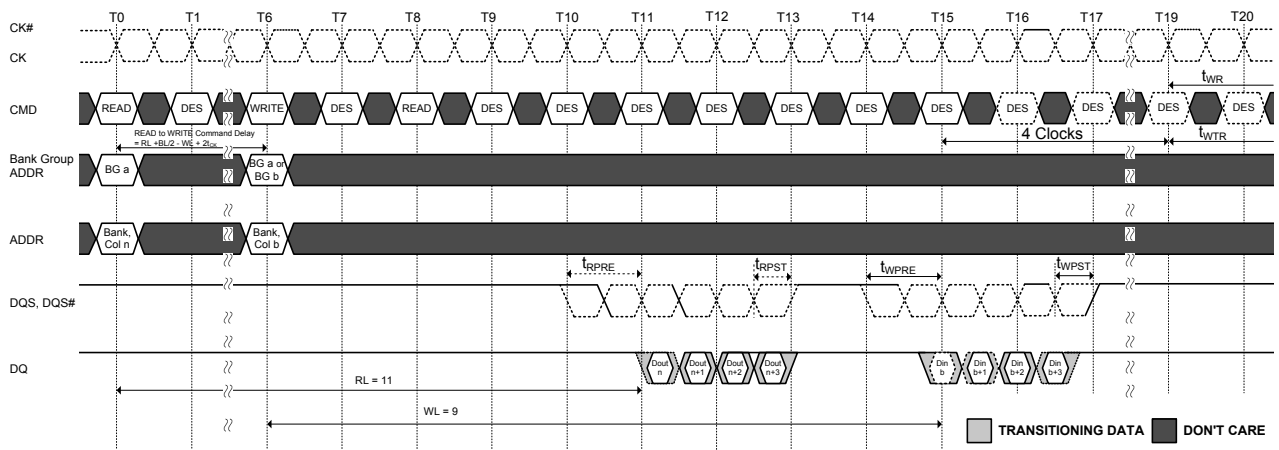 T0 T1 T6 T7 T8 T9 T10 T11 T12 T13 T14 T15 T16 T17 T19 T20
CK#
CK
tWR
CMD READ DES WRITE DES READ DES DES DES DES DES DES DES DES DES DES DES
READ to WRITE Command Delay
= RL +BL/2 - WL + 2tCK
4 Clocks
tWTR
Bank Group
ADDR
BG a
BG a or
BG b
ADDR
Bank,
Col n
Bank,
Col b
tRPRE tRPST tWPRE tWPST
DQS, DQS#
DQ
Dout
n
Dout
n+1
Dout
n+2
Dout
n+3
Din
b
Din
b+1
Din
b+2
Din
b+3
RL = 11
WL = 9
TRANSITIONING DATA DON'T CARE